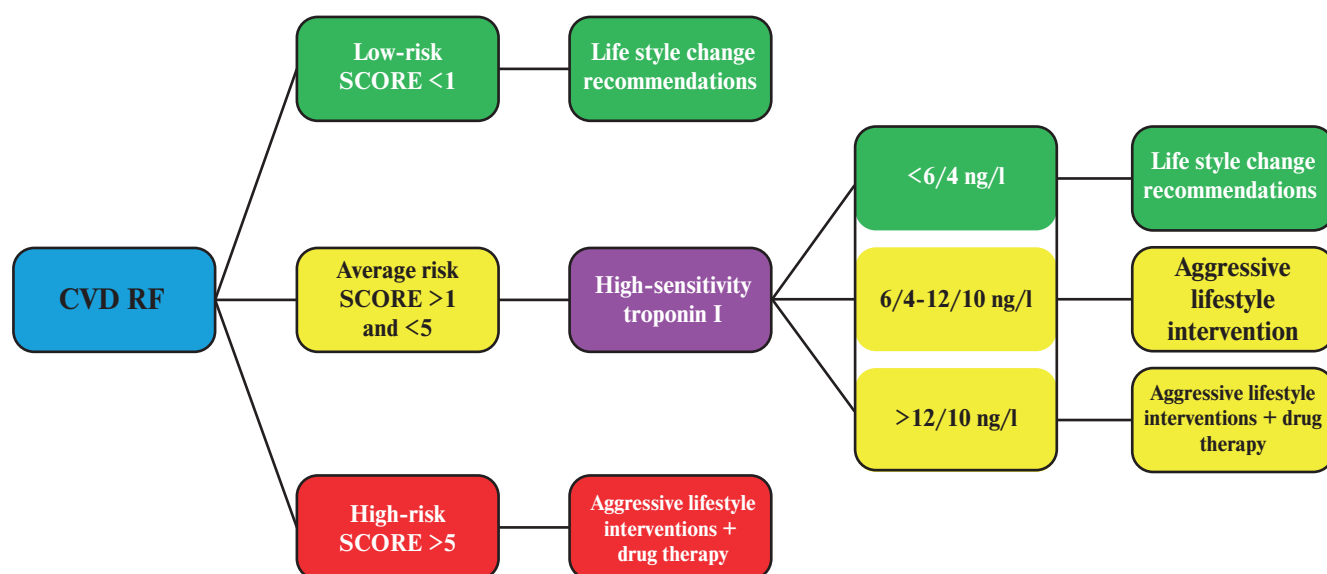 CVD RF
Low-risk
SCORE <1
Life style change
recommendations
Average risk
SCORE >1
and <5
High-sensitivity
troponin I
<6/4 ng/l
Life style change
recommendations
6/4-12/10 ng/l
Aggressive
lifestyle
intervention
>12/10 ng/l
Aggressive lifestyle
interventions + drug
therapy
High-risk
SCORE >5
Aggressive lifestyle
interventions +
drug therapy